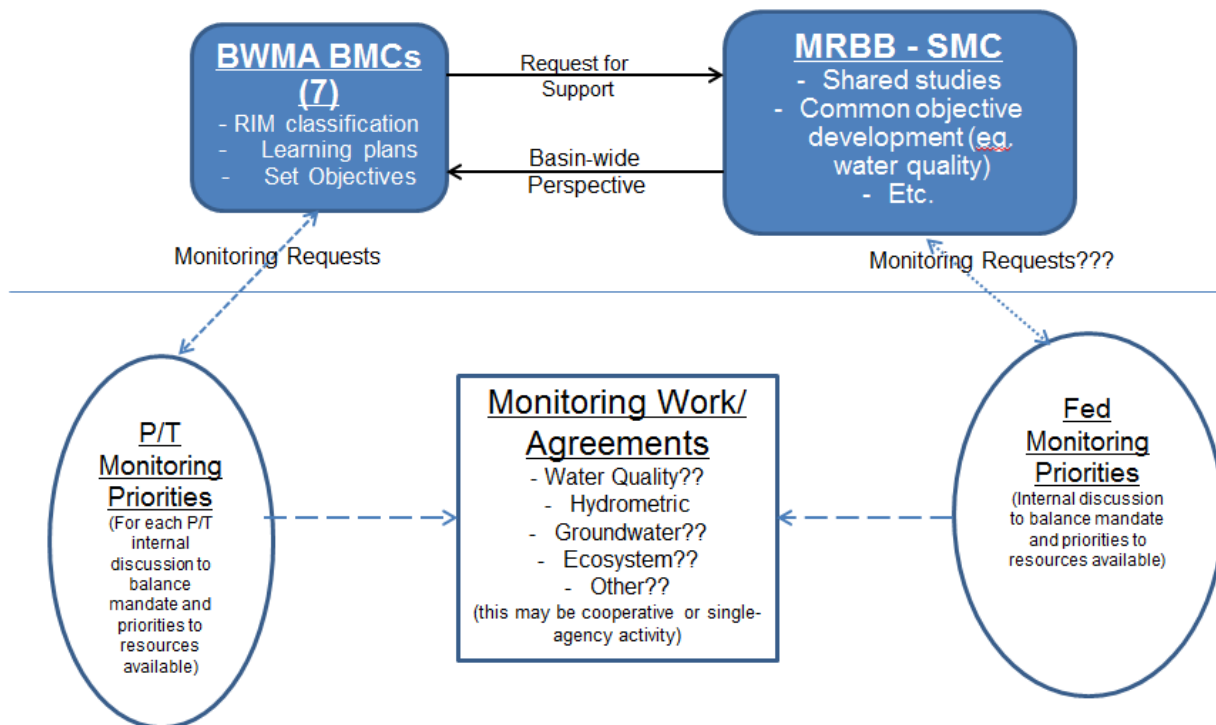 BWMA BMCs
(7)
- RIM classification
- Learning plans
- Set Objectives
Request for
Support
Basin-wide
Perspective
MRBB - SMC
- Shared studies
- Common objective
development (eg.
water quality)
- Etc.
Monitoring Requests
Monitoring Requests???
P/T
Monitoring
Priorities
(For each P/T
internal
discussion to
balance
mandate and
priorities to
resources
available)
Monitoring Work/
Agreements
- Water Quality??
- Hydrometric
- Groundwater??
- Ecosystem??
- Other??
(this may be cooperative or single-
agency activity)
Fed
Monitoring
Priorities
(Internal discussion
to balance mandate
and priorities to
resources available)